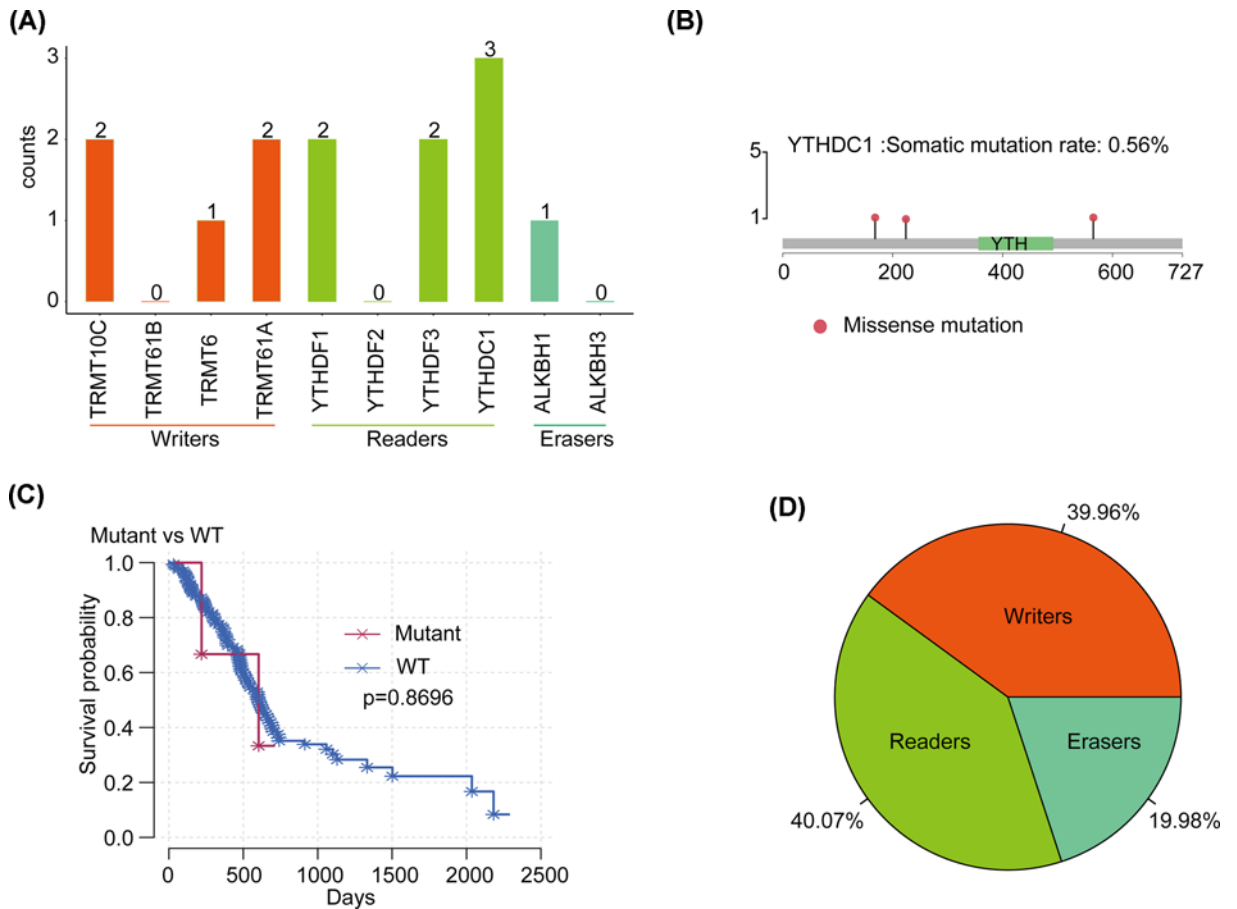 (A)
counts
3
2
1
0
2
0
1
2
2
0
2
3
1
0
TRMT10C
TRMT61B
TRMT6
TRMT61A
YTHDF1
YTHDF2
YTHDF3
YTHDC1
ALKBH1
ALKBH3
Writers
Readers
Erasers
(B)
YTHDC1 :Somatic mutation rate: 0.56%
5
1
YTH
0 200 400 600 727
Missense mutation
(C)
Mutant vs WT
Survival probability
1.0
0.8
0.6
0.4
0.2
0.0
Mutant
WT
p=0.8696
0 500 1000 1500 2000 2500
Days
(D)
39.96%
Writers
Readers
Erasers
40.07%
19.98%